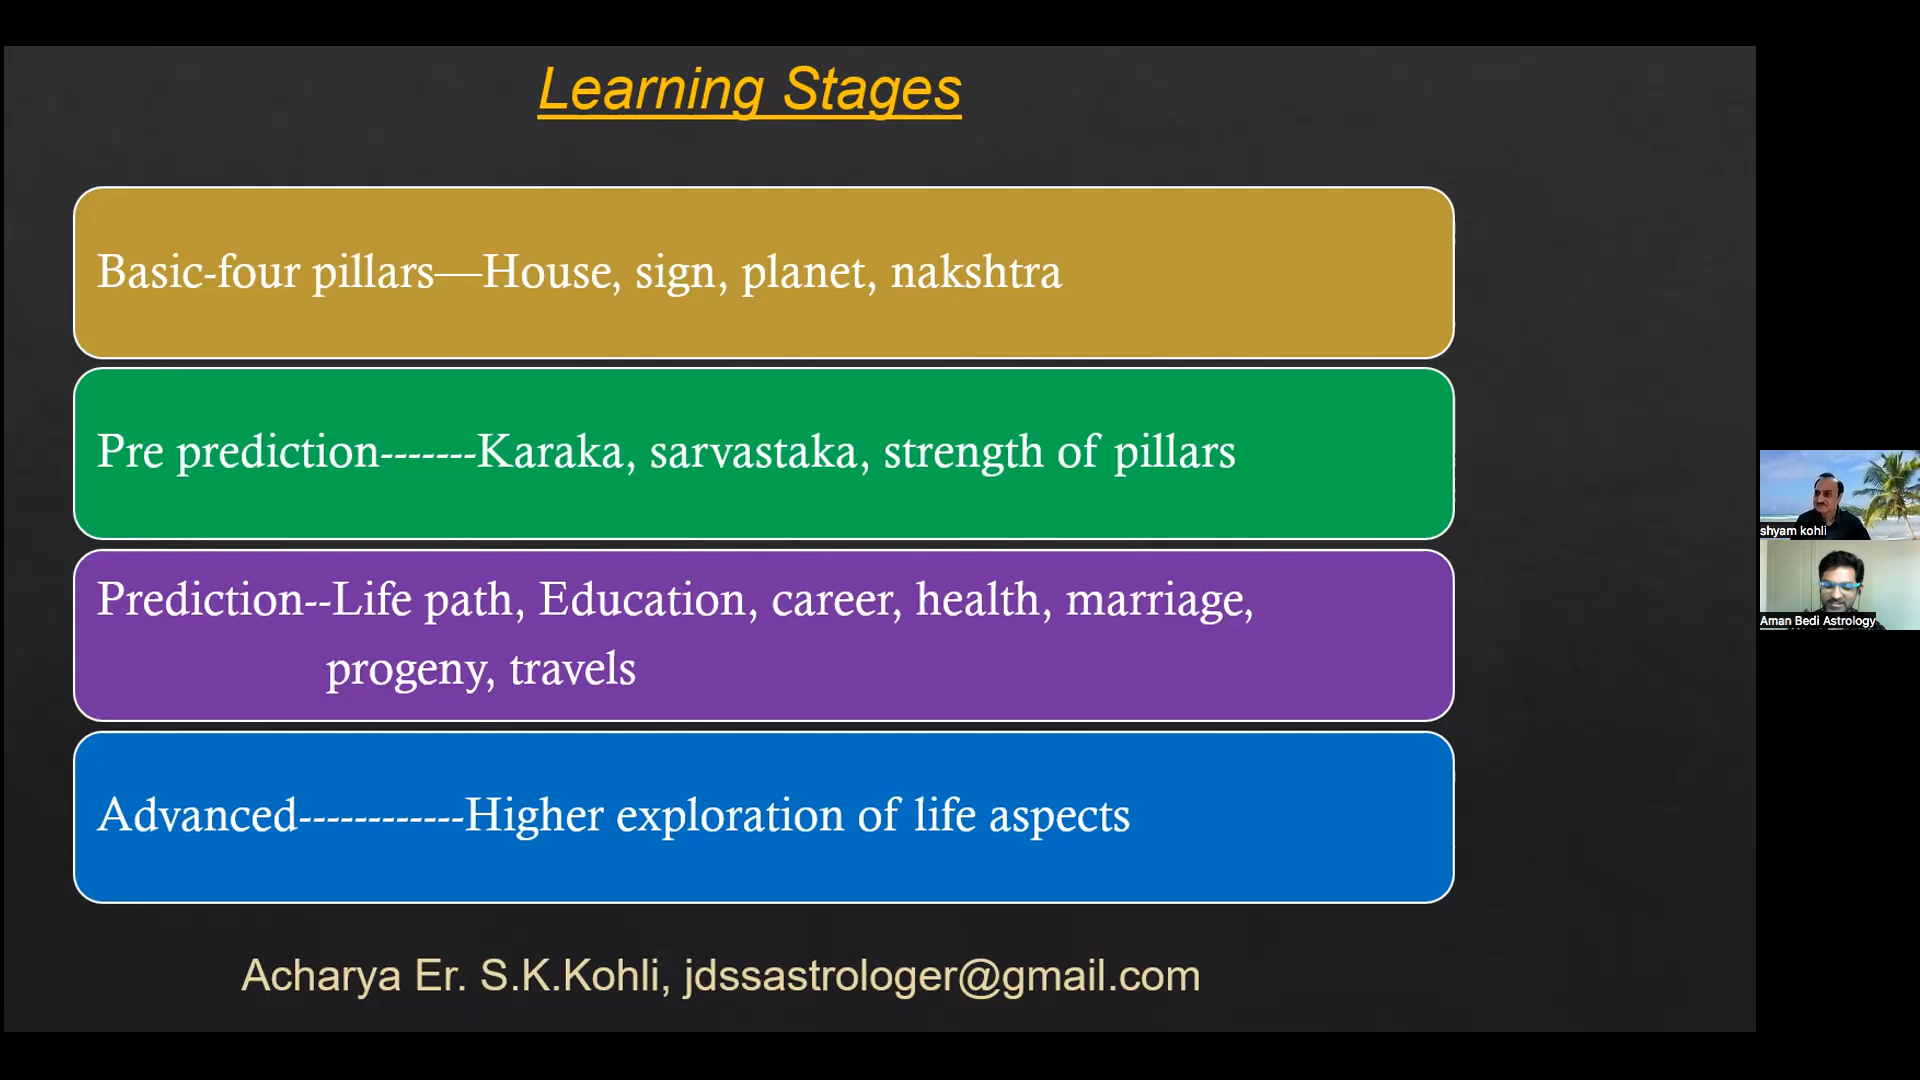 Learning Stages
Basic-four pillars—House, sign, planet, nakshtra
Pre prediction-------Karaka, sarvastaka, strength of pillars
Prediction--Life path, Education, career, health, marriage,
progeny, travels
Advanced------------Higher exploration of life aspects
Acharya Er. S.K.Kohli, jdssastrologer@gmail.com
shyam kohli
Aman Bedi Astrology